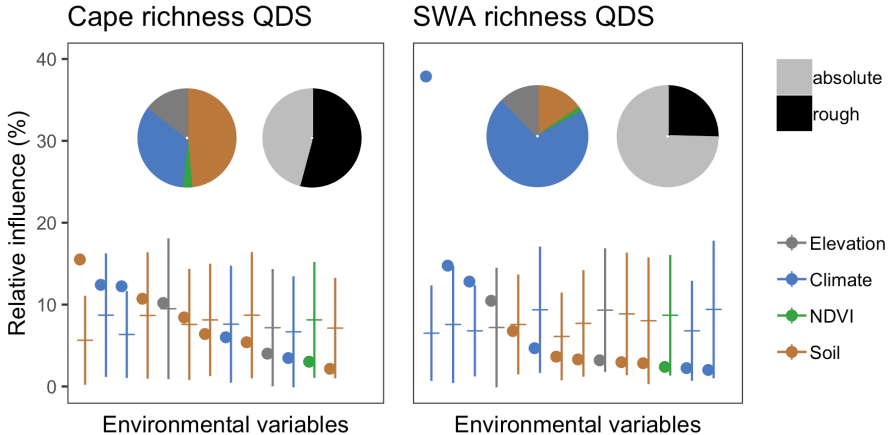 Cape richness QDS
SWA richness QDS
Relative influence (%)
40
30
20
10
0
absolute
rough
Elevation
Climate
NDVI
Soil
Environmental variables
Environmental variables